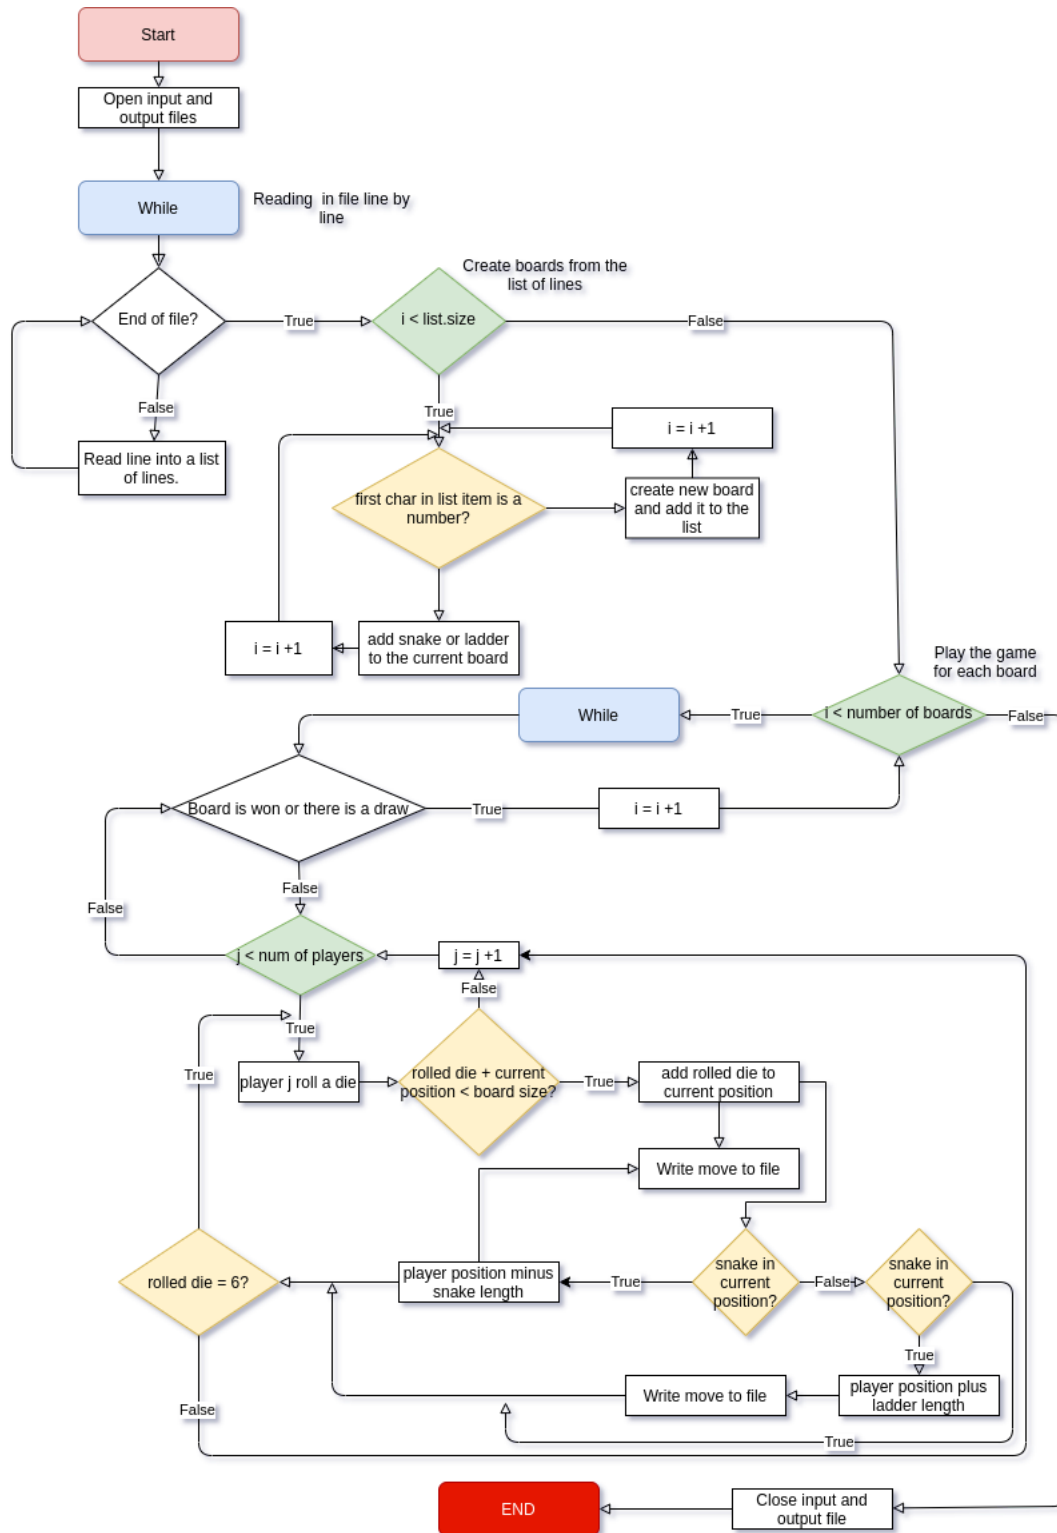 Start
Open input and
output files
While
Reading  in file line by
line
End of file?
True
i < list.size
Create boards from the
list of lines
False
False
Read line into a list
of lines.
True
i = i +1
first char in list item is a
number?
create new board
and add it to the
list
i = i +1
add snake or ladder
to the current board
Play the game
for each board
i < number of boards
False
True
While
Board is won or there is a draw
True
i = i +1
False
False
j < num of players
j = j +1
False
True
True
player j roll a die
rolled die + current
position < board size?
True
add rolled die to
current position
Write move to file
rolled die = 6?
player position minus
snake length
True
snake in
current
position?
False
snake in
current
position?
True
player position plus
ladder length
Write move to file
False
True
END
Close input and
output file